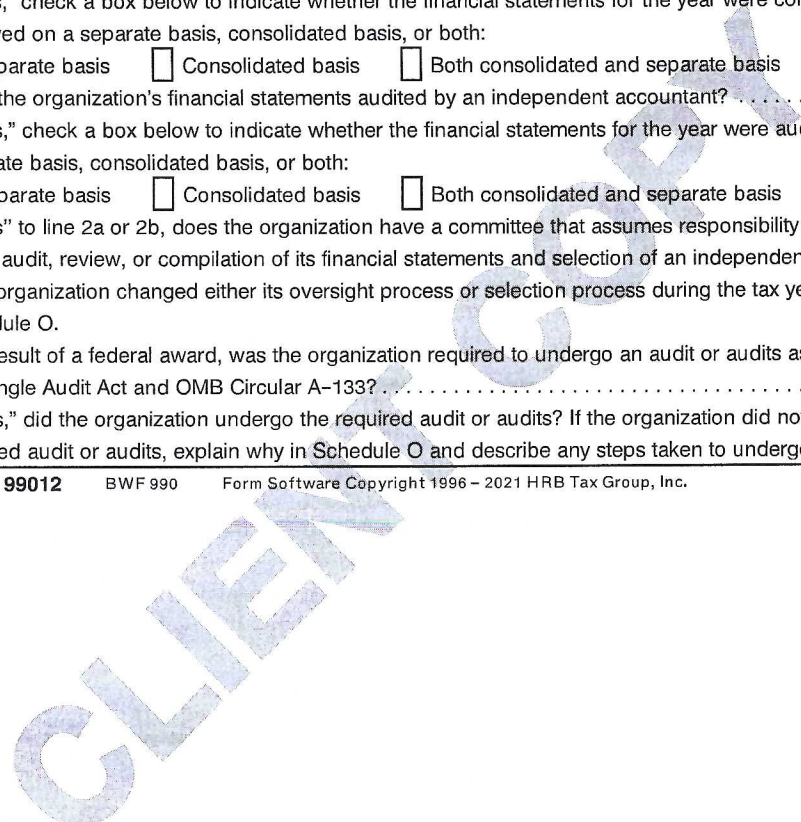 check a box below to indicate whether the financial statements for the year were
ed on a separate basis, consolidated basis, or both:
parate basis Consolidated basis Both consolidated and separate basis
the organization's financial statements audited by an independent accountant? ......
," check a box below to indicate whether the financial statements for the year were au
ate basis, consolidated basis, or both:
parate basis Consolidated basis Both consolidated and separate basis
s" to line 2a or 2b, does the organization have a committee that assumes responsibility
audit, review, or compilation of its financial statements and selection of an independen
organization changed either its oversight process or selection process during the tax ye
ule O.
esult of a federal award, was the organization required to undergo an audit or audits as
ngle Audit Act and OMB Circular A-133? ..........................................
s," did the organization undergo the required audit or audits? If the organization did no
ed audit or audits, explain why in Schedule O and describe any steps taken to undergo
99012 BWF 990 Form Software Copyright 1996 – 2021 HRB Tax Group, Inc.
CLIENT COPY